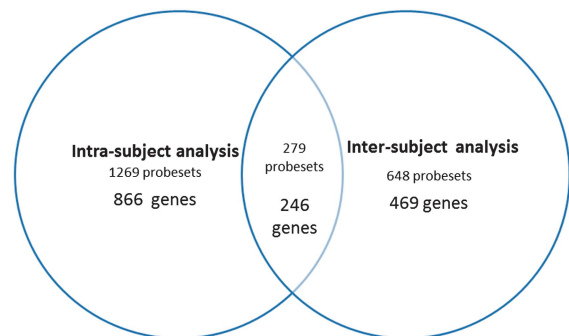 Intra-subject analysis
1269 probesets
866 genes
279
probesets
246
genes
Inter-subject analysis
648 probesets
469 genes